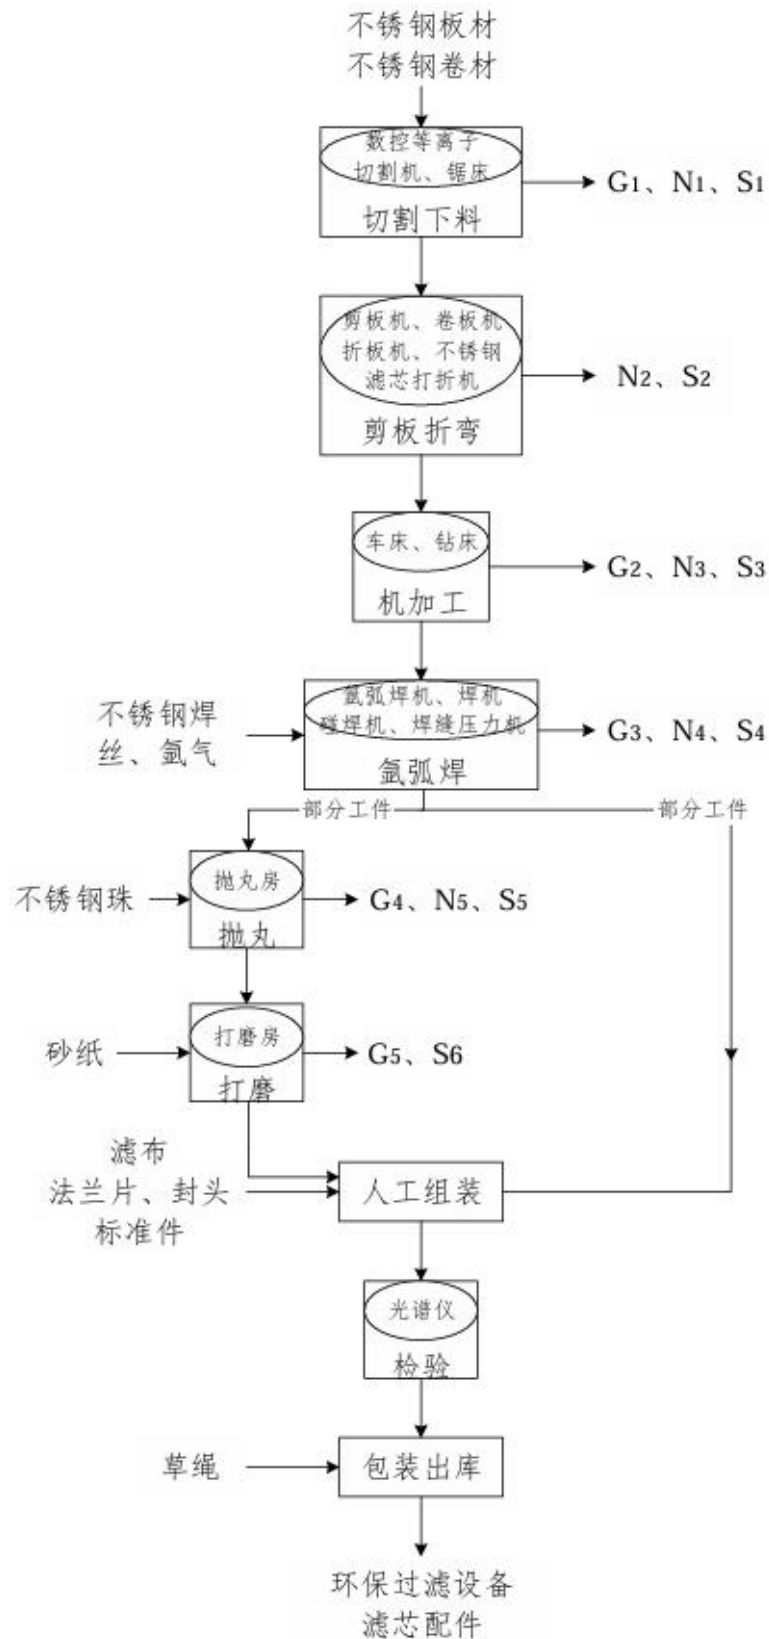 不锈钢板材
不锈钢卷材
数控等离子
切割机、锯床
切割下料
G1、N1、S1
剪板机、卷板机
折板机、不锈钢
滤芯打折机
剪板折弯
N2、S2
车床、钻床
机加工
G2、N3、S3
不锈钢焊
丝、氩气
氩弧焊机、焊机
碰焊机、焊缝压力机
氩弧焊
G3、N4、S4
部分工件
部分工件
不锈钢珠
抛丸房
抛丸
G4、N5、S5
砂纸
打磨房
打磨
G5、S6
滤布
法兰片、封头
标准件
人工组装
光谱仪
检验
草绳
包装出库
环保过滤设备
滤芯配件